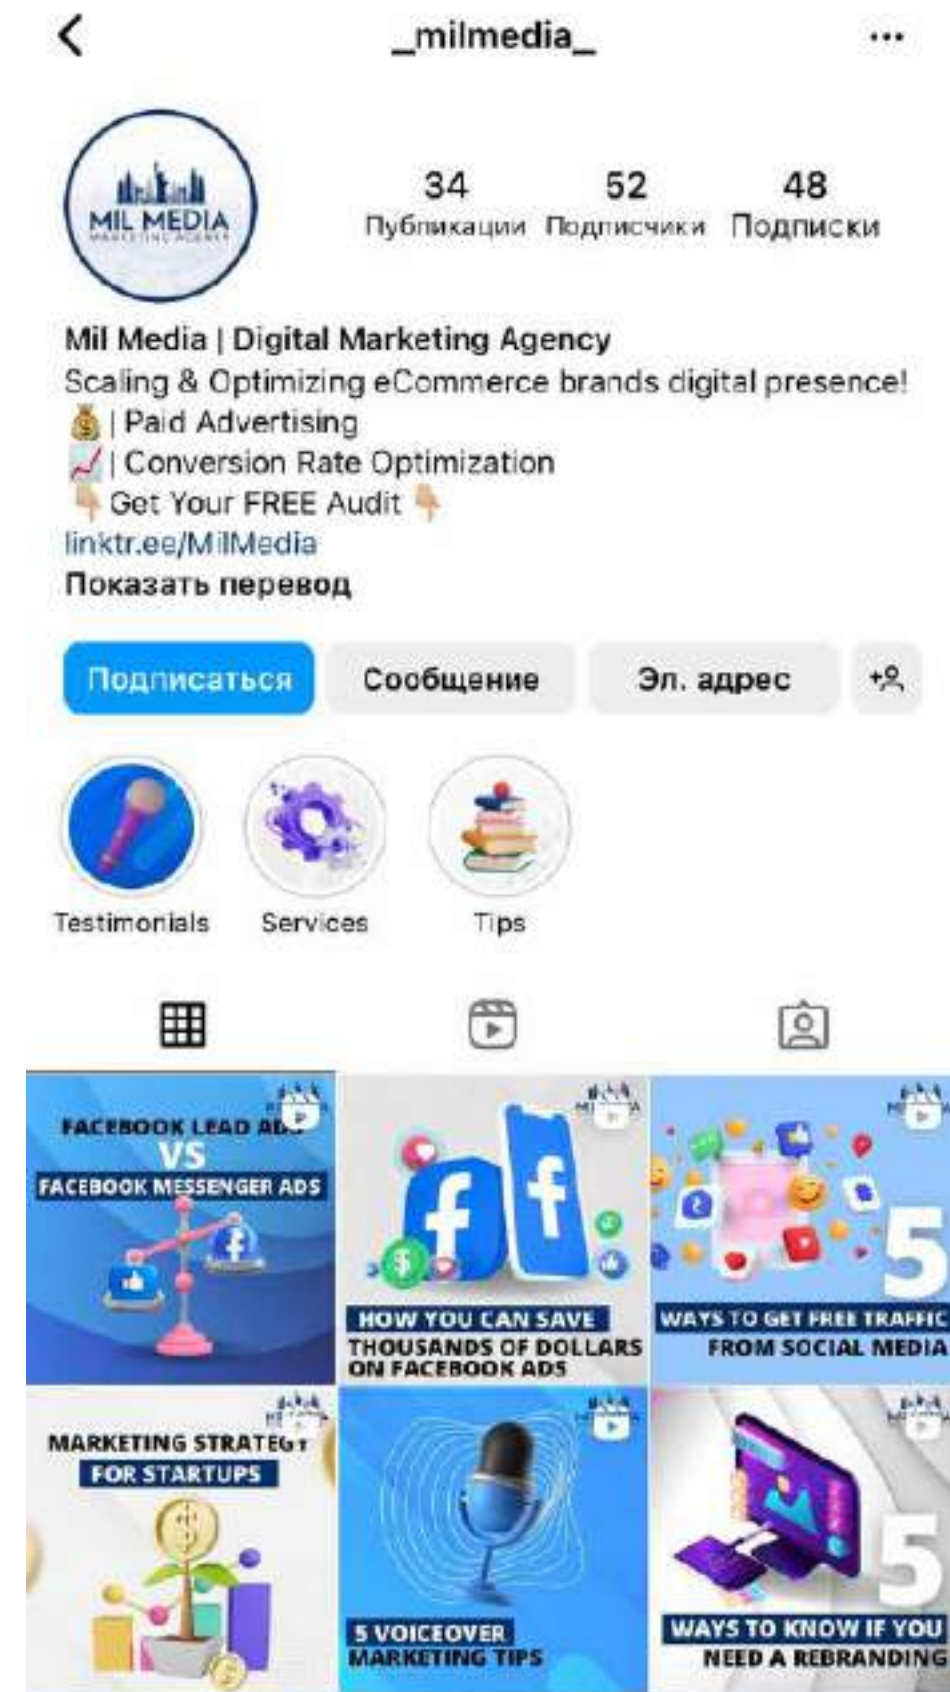 _milmedia_
MIL MEDIA
MARKETING AGENCY
34
52
48
Публикации
Подписчики
Подписки
Mil Media | Digital Marketing Agency
Scaling & Optimizing eCommerce brands digital presence!
💰| Paid Advertising
📈| Conversion Rate Optimization
👇🏼 Get Your FREE Audit 👇🏼
linktr.ee/MilMedia
Показать перевод
Подписаться
Сообщение
Эл. адрес
Testimonials
Services
Tips
FACEBOOK LEAD ADS
VS
FACEBOOK MESSENGER ADS
HOW YOU CAN SAVE
THOUSANDS OF DOLLARS
ON FACEBOOK ADS
5
WAYS TO GET FREE TRAFFIC
FROM SOCIAL MEDIA
MARKETING STRATEGY
FOR STARTUPS
5 VOICEOVER
MARKETING TIPS
5
WAYS TO KNOW IF YOU
NEED A REBRANDING